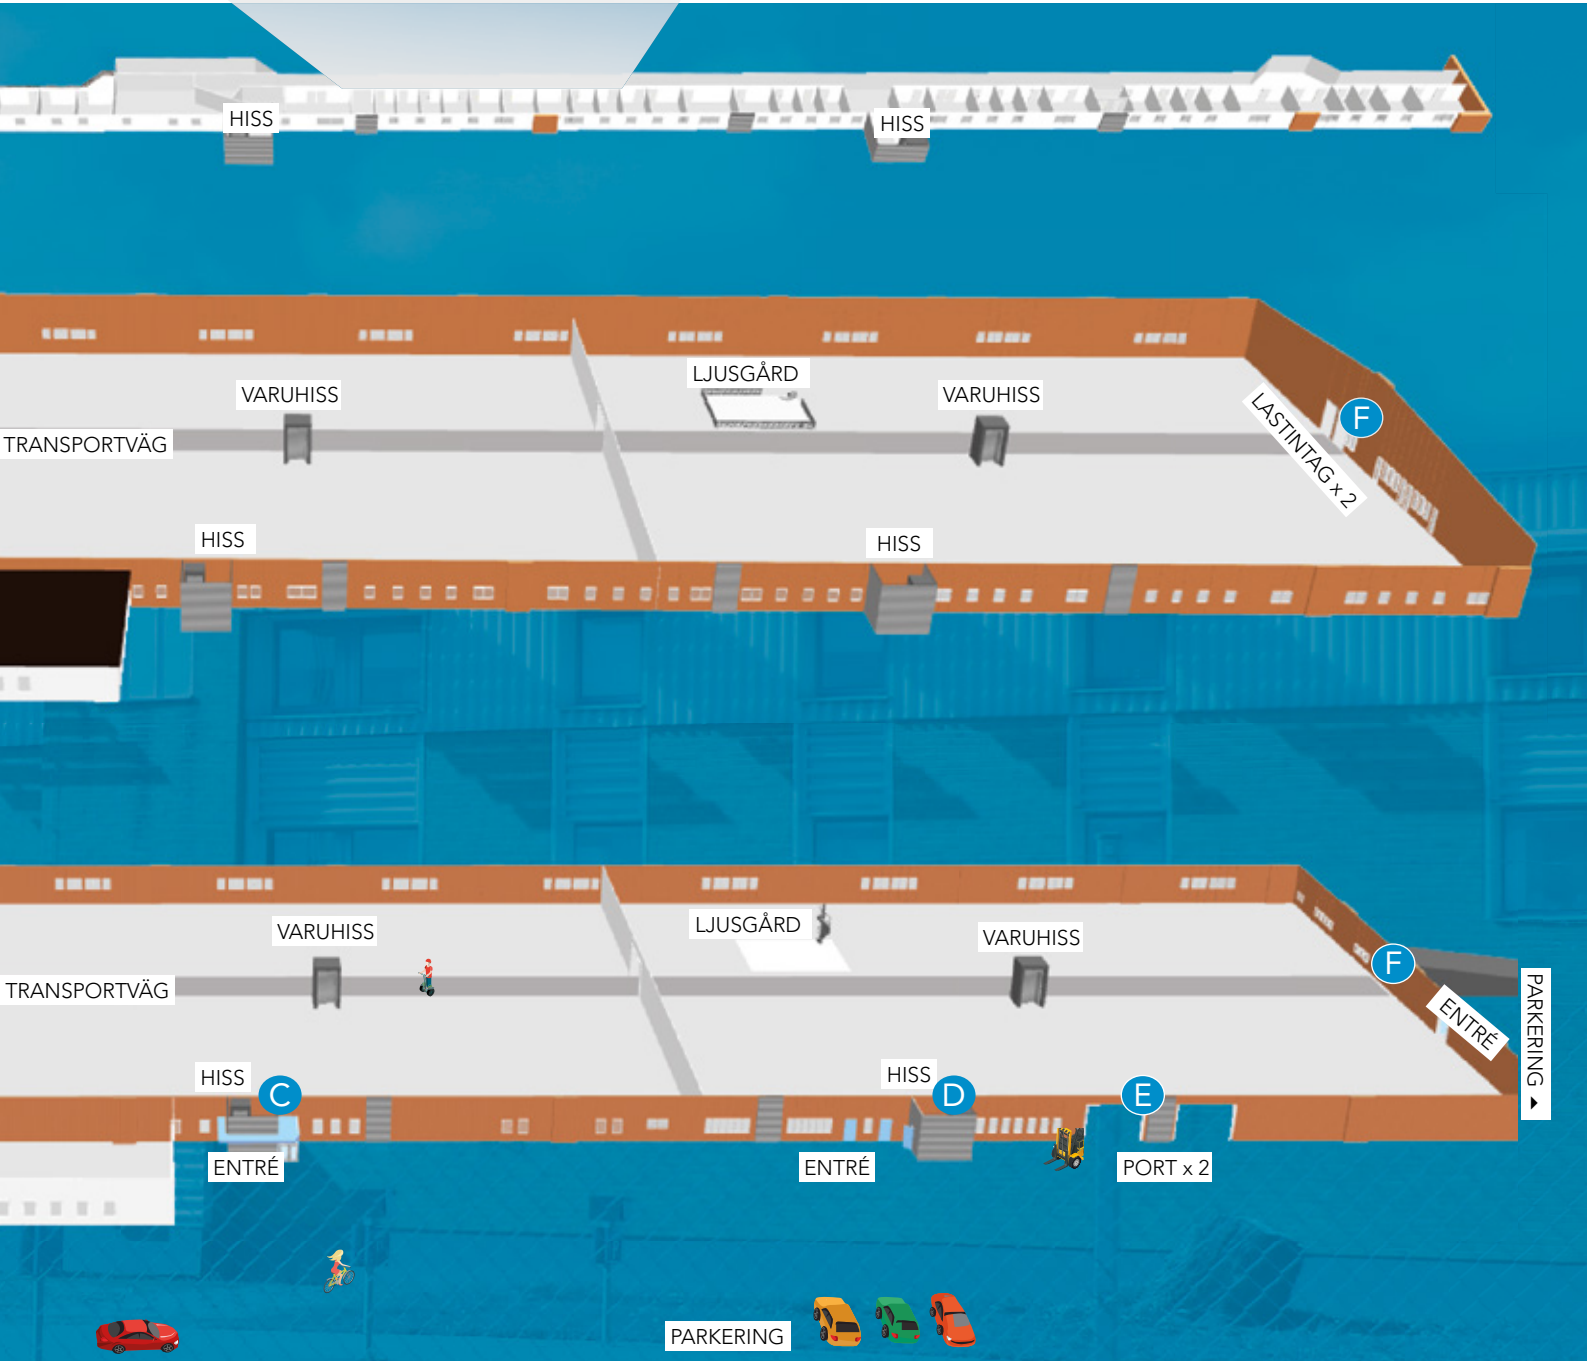 HISS
HISS
VARUHISS
LJUSGÅRD
VARUHISS
LASTINTAG x 2
F
TRANSPORTVÄG
HISS
HISS
VARUHISS
LJUSGÅRD
VARUHISS
F
ENTRÉ
PARKERING ▲
TRANSPORTVÄG
HISS
C
HISS
D
E
ENTRÉ
ENTRÉ
PORT x 2
PARKERING